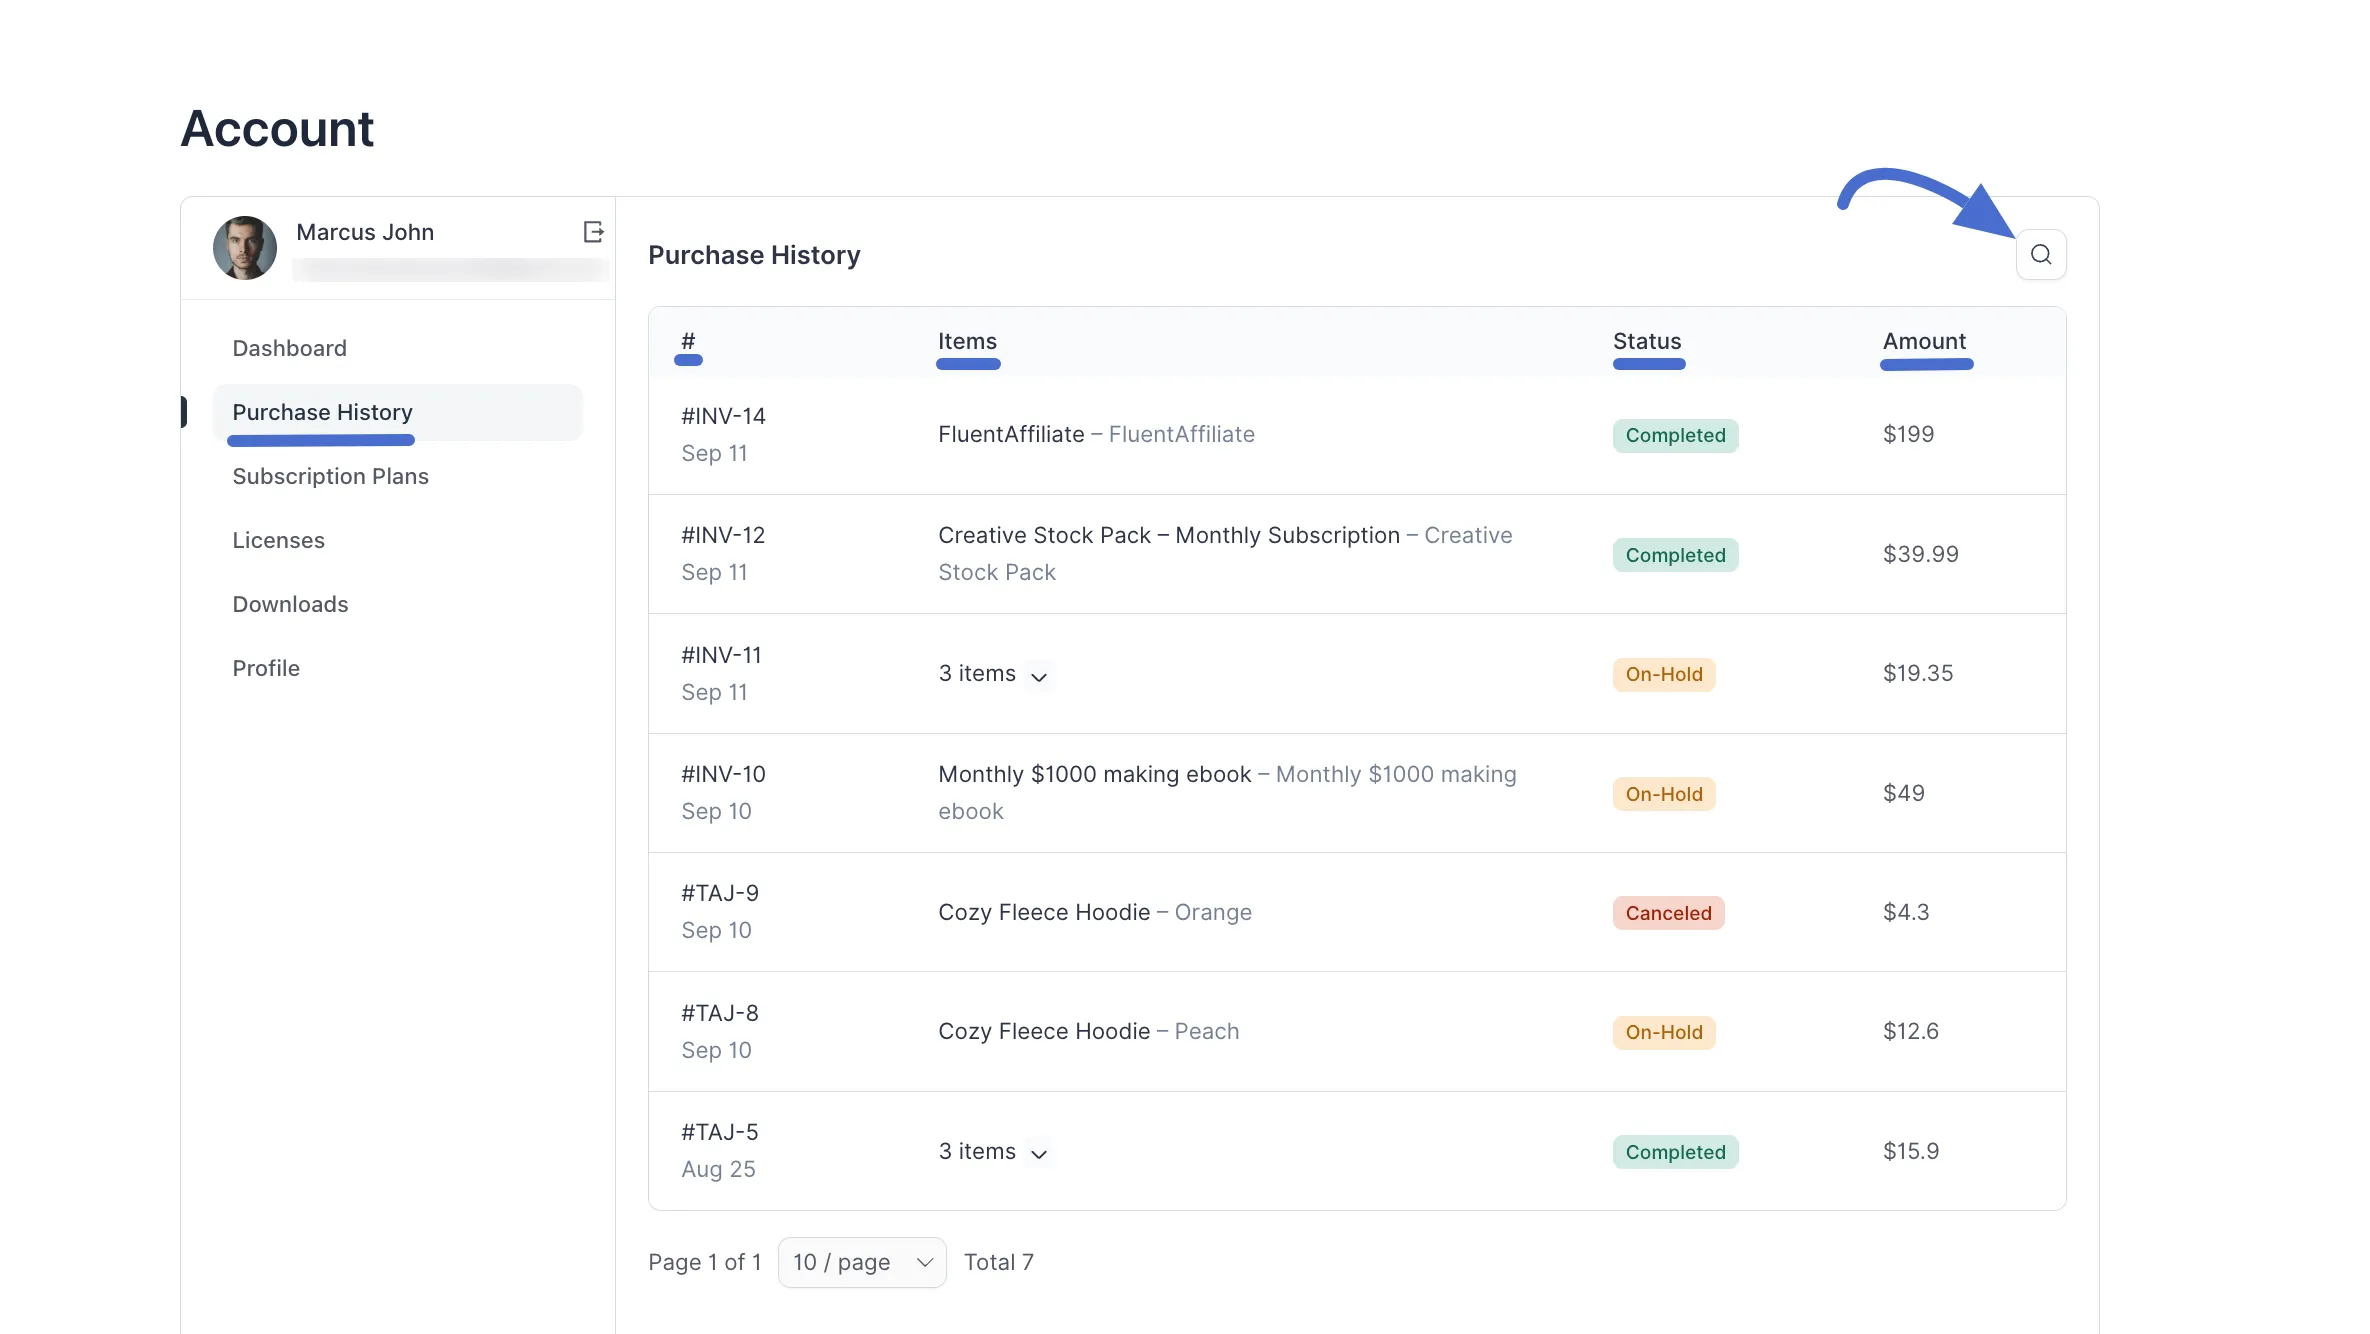 Account
Marcus John
Dashboard
Purchase History
Subscription Plans
Licenses
Downloads
Profile
Purchase History
# Items Status Amount
#INV-14
Sep 11
FluentAffiliate – FluentAffiliate
Completed
$199
#INV-12
Sep 11
Creative Stock Pack – Monthly Subscription – Creative
Stock Pack
Completed
$39.99
#INV-11
Sep 11
3 items
On-Hold
$19.35
#INV-10
Sep 10
Monthly $1000 making ebook – Monthly $1000 making
ebook
On-Hold
$49
#TAJ-9
Sep 10
Cozy Fleece Hoodie – Orange
Canceled
$4.3
#TAJ-8
Sep 10
Cozy Fleece Hoodie – Peach
On-Hold
$12.6
#TAJ-5
Aug 25
3 items
Completed
$15.9
Page 1 of 1 10 / page Total 7